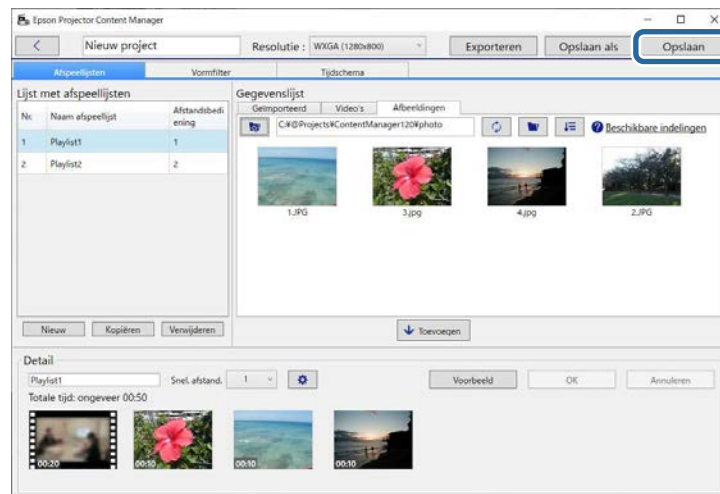 Epson Projector Content Manager
Nieuw project Resolutie : WXGA (1280x800) Exporteren Opslaan als Opslaan
Afspeellijsten Vormfilter Tijdschema
Lijst met afspeellijsten
Nr. Naam afspeellijst Afstandsbedi
ening
1 Playlist1 1
2 Playlist2 2
Nieuw Kopiëren Verwijderen
Gegevenslijst
Geïmporteerd Video's Afbeeldingen
C:¥@Projects¥ContentManager120¥photo Beschikbare indelingen
1.JPG 3.jpg 4.jpg 2.JPG
Toevoegen
Detail
Playlist1 Snel. afstand. 1 Voorbeeld OK Annuleren
Totale tijd: ongeveer 00:50
00:20 00:10 00:10 00:10